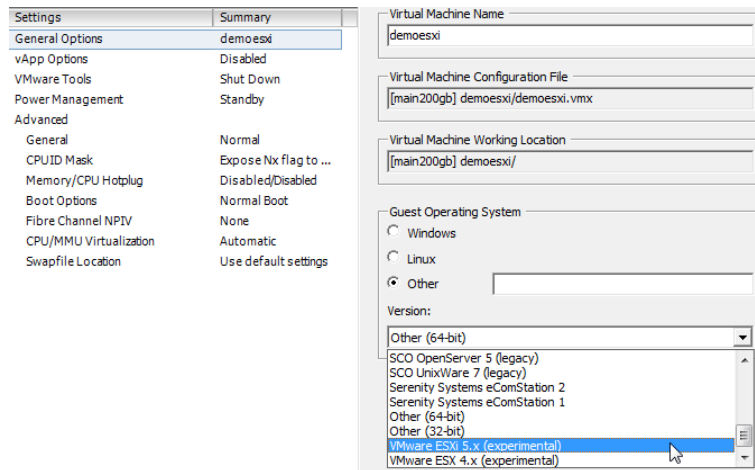 Settings Summary
General Options demoesxi
vApp Options Disabled
VMware Tools Shut Down
Power Management Standby
Advanced
General Normal
CPUID Mask Expose Nx flag to ...
Memory/CPU Hotplug Disabled/Disabled
Boot Options Normal Boot
Fibre Channel NPIV None
CPU/MMU Virtualization Automatic
Swapfile Location Use default settings
Virtual Machine Name
demoesxi
Virtual Machine Configuration File
[main200gb] demoesxi/demoesxi.vmx
Virtual Machine Working Location
[main200gb] demoesxi/
Guest Operating System
Windows
Linux
Other
Version:
Other (64-bit)
SCO OpenServer 5 (legacy)
SCO UnixWare 7 (legacy)
Serenity Systems eComStation 2
Serenity Systems eComStation 1
Other (64-bit)
Other (32-bit)
VMware ESXi 5.x (experimental)
VMware ESX 4.x (experimental)